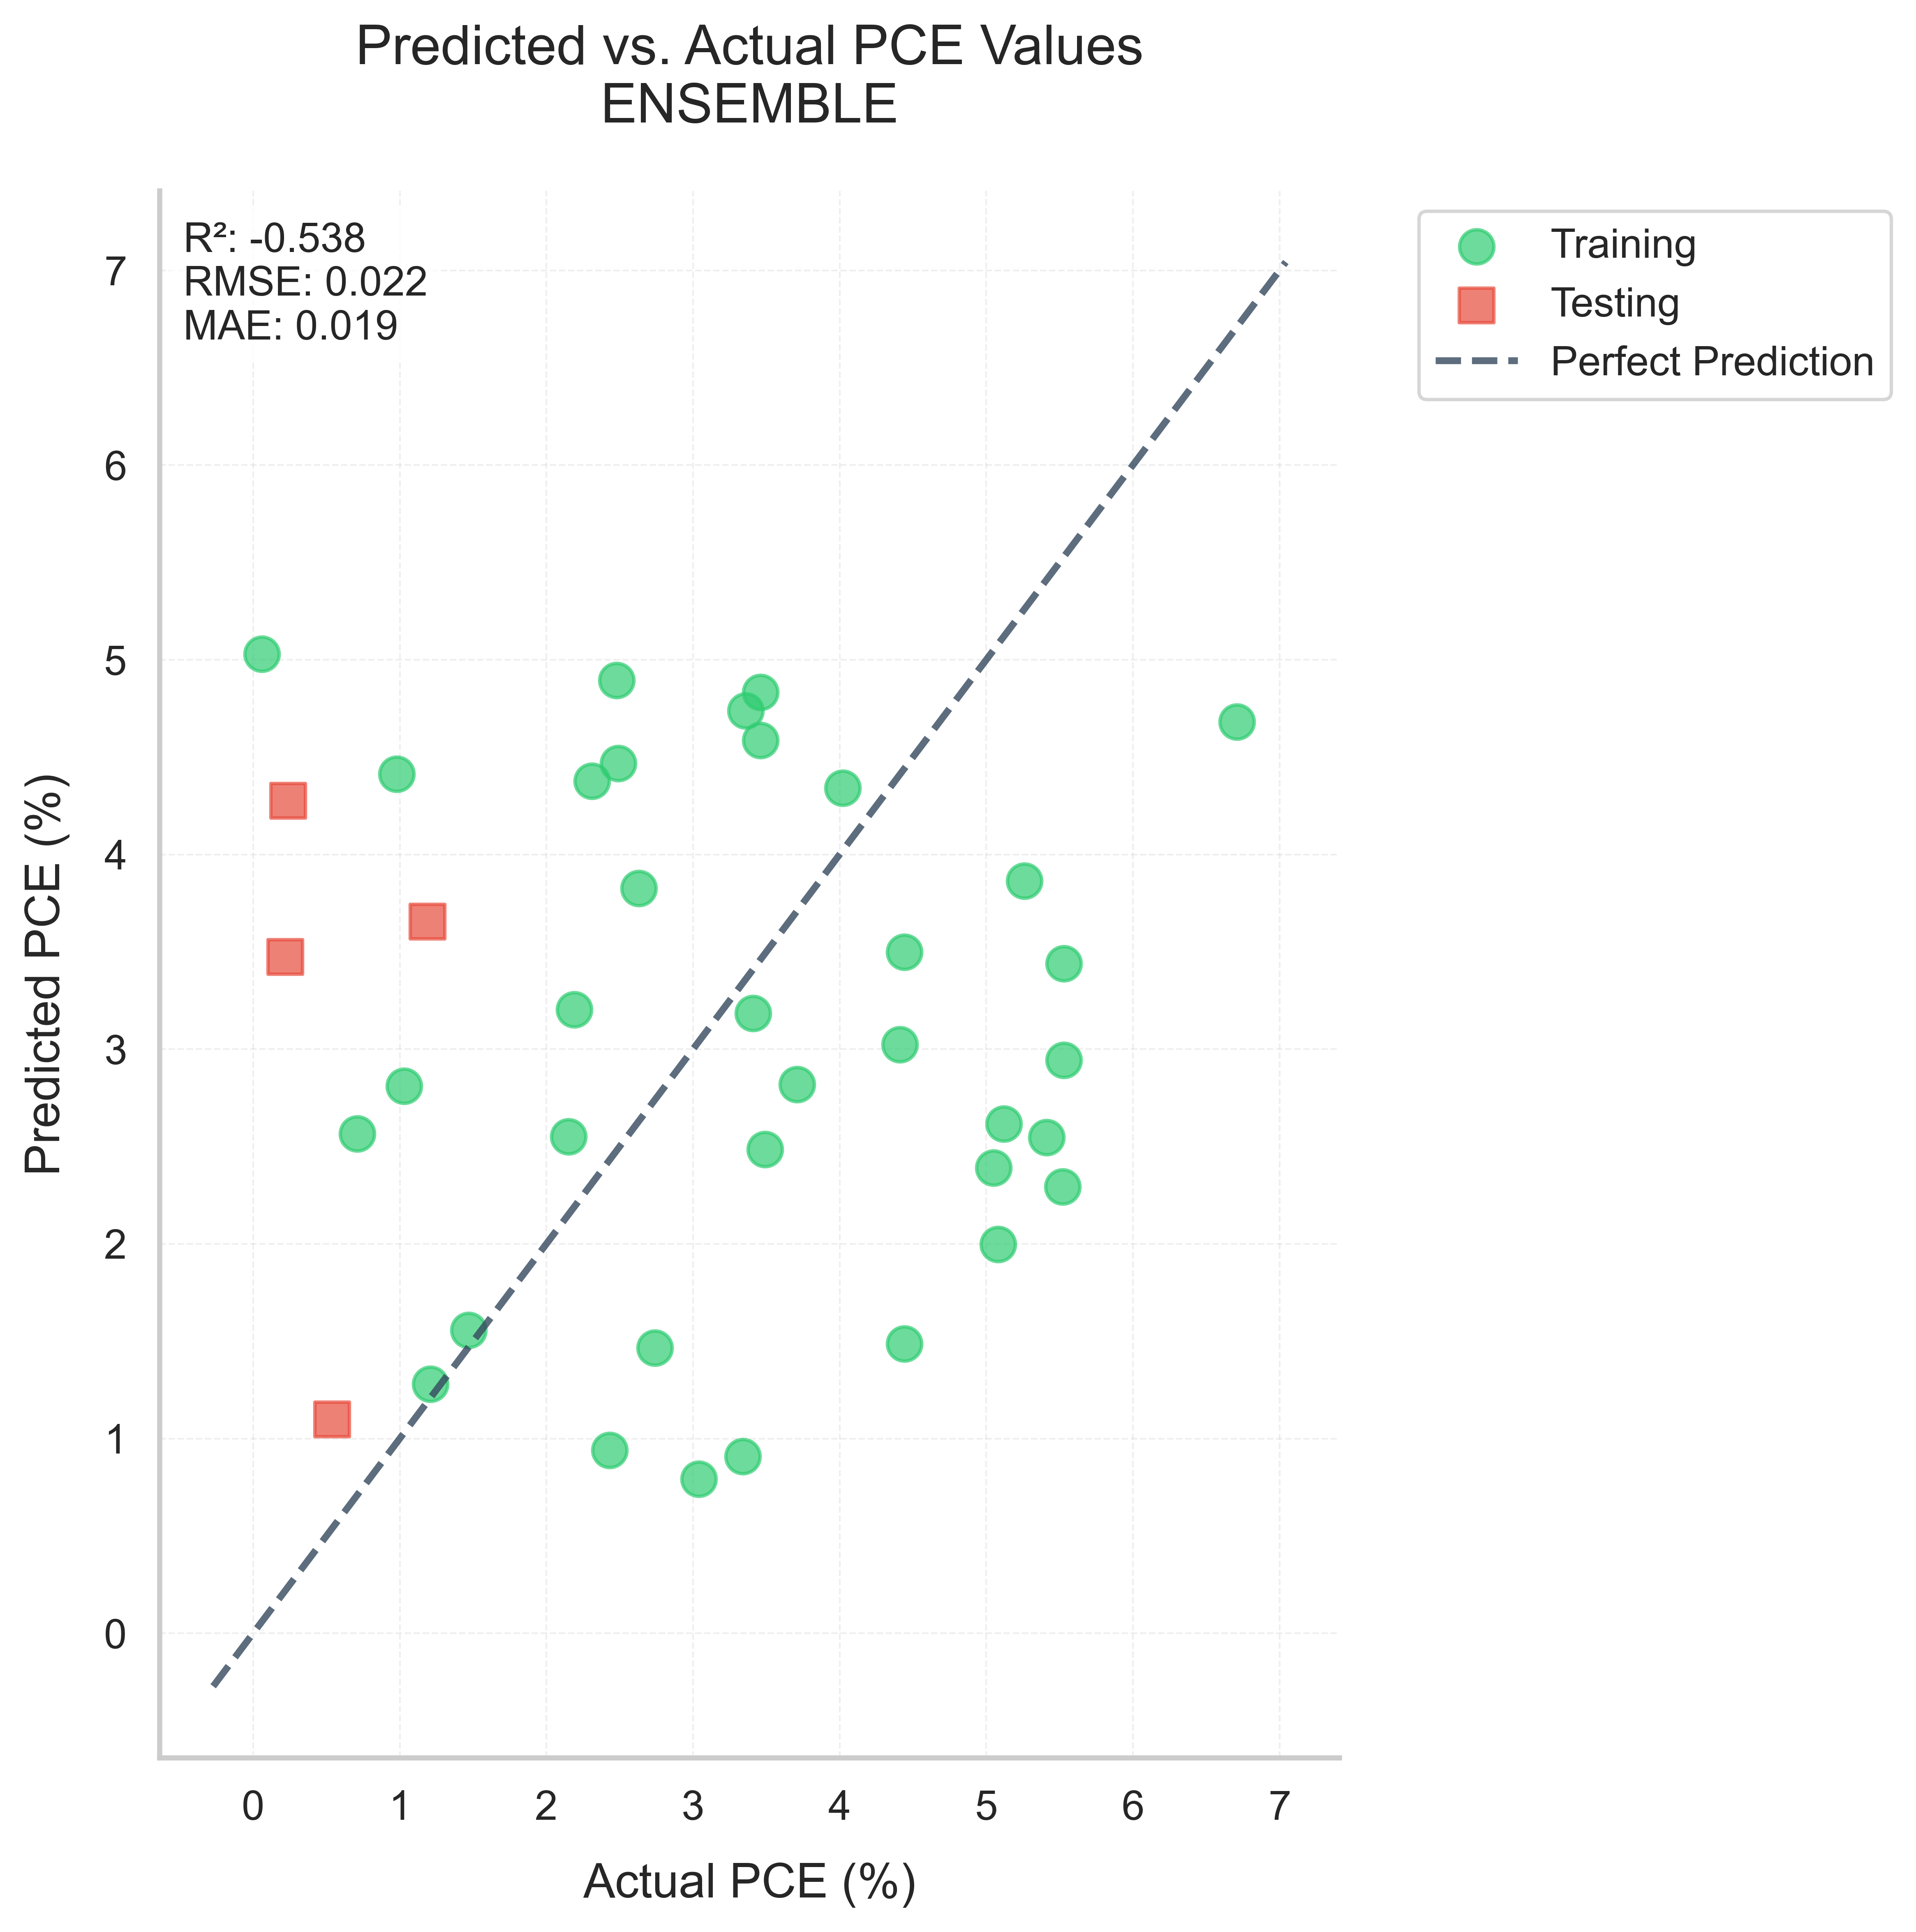 Predicted vs. Actual PCE Values
ENSEMBLE
R²: -0.538
RMSE: 0.022
MAE: 0.019
Training
Testing
Perfect Prediction
Predicted PCE (%)
7
6
5
4
3
2
1
0
0 1 2 3 4 5 6 7
Actual PCE (%)